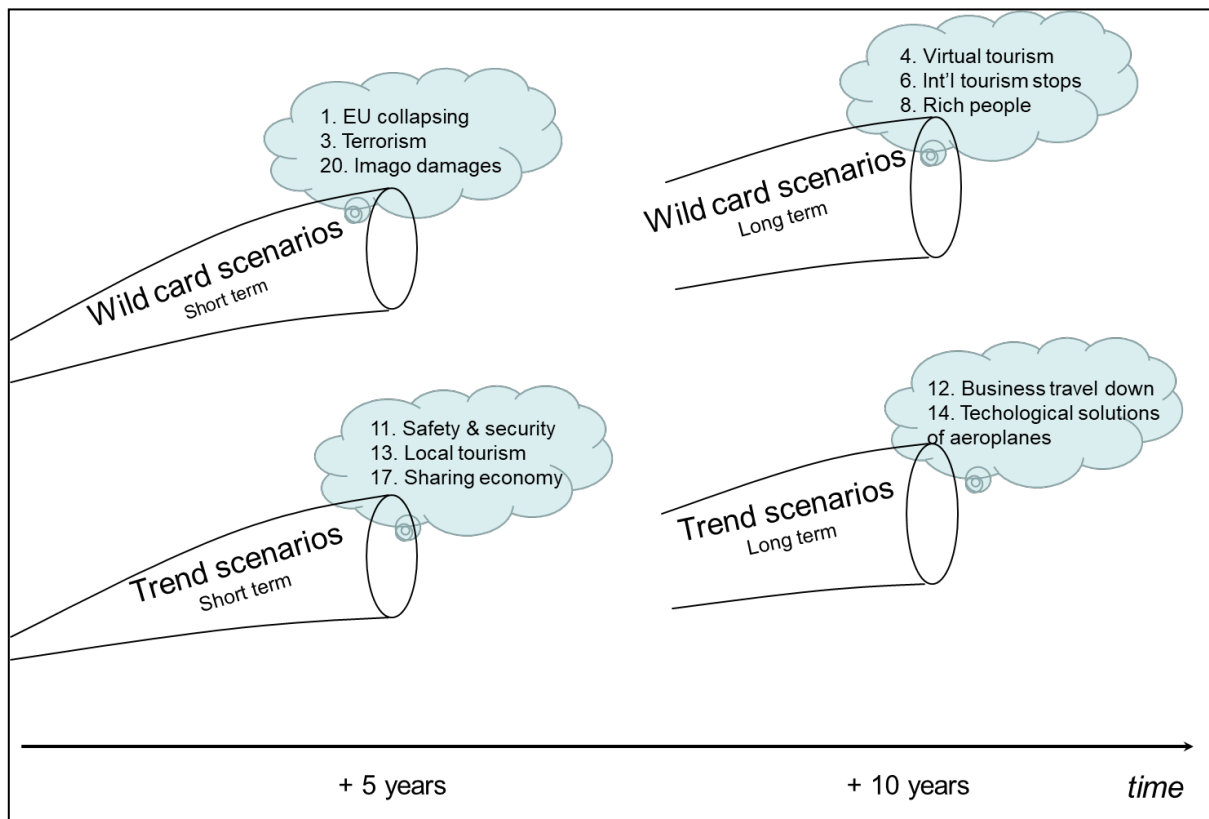 1. EU collapsing
3. Terrorism
20. Imago damages
Wild card scenarios
Short term
4. Virtual tourism
6. Int'l tourism stops
8. Rich people
Wild card scenarios
Long term
11. Safety & security
13. Local tourism
17. Sharing economy
Trend scenarios
Short term
12. Business travel down
14. Techological solutions
of aeroplanes
Trend scenarios
Long term
+ 5 years
+ 10 years
time